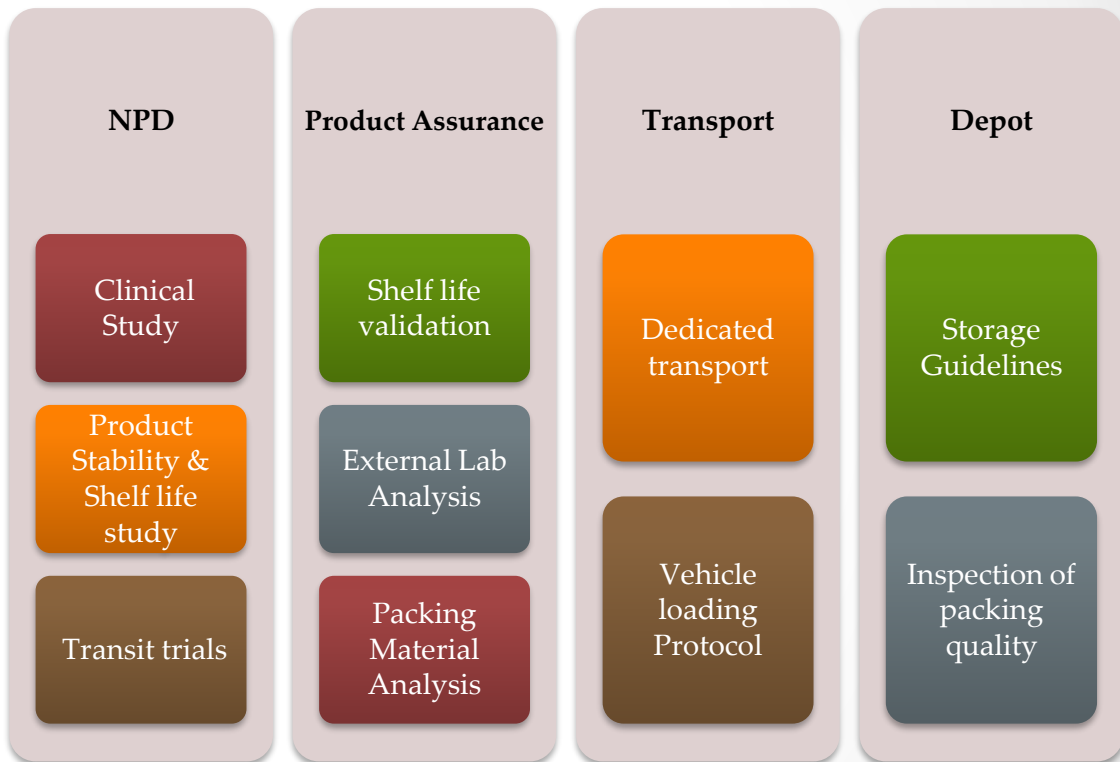 NPD
Clinical
Study
Product
Stability &
Shelf life
study
Transit trials
Product Assurance
Shelf life
validation
External Lab
Analysis
Packing
Material
Analysis
Transport
Dedicated
transport
Vehicle
loading
Protocol
Depot
Storage
Guidelines
Inspection of
packing
quality